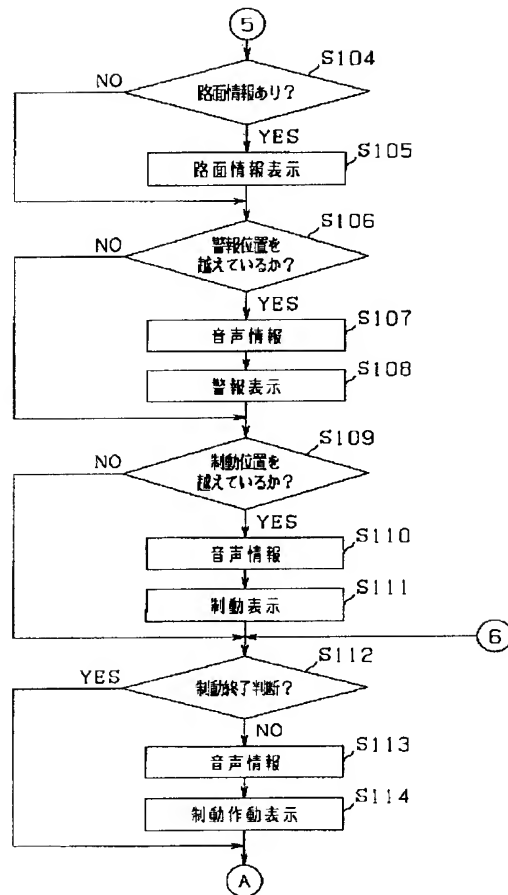 5
S104
NO
路面情報あり?
YES
S105
路面情報表示
S106
NO
警報位置を
越えているか?
YES
S107
音声情報
S108
警報表示
S109
NO
制動位置を
越えているか?
YES
S110
音声情報
S111
制動表示
6
S112
YES
制動終了判断?
NO
S113
音声情報
S114
制動作動表示
A